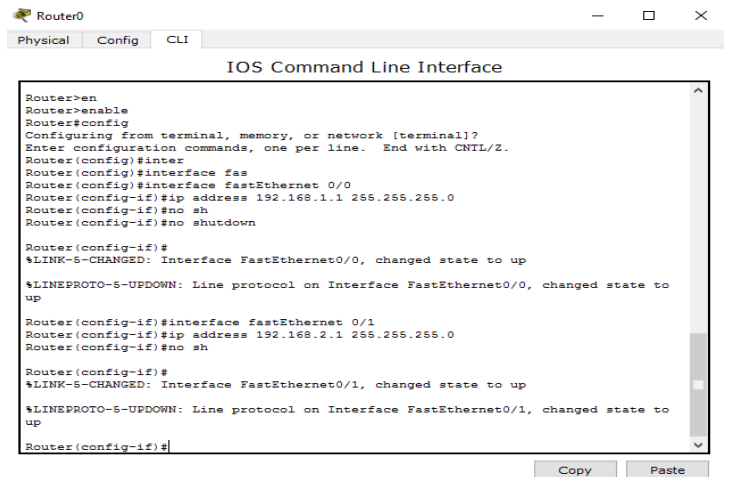 Router0
Physical Config CLI
IOS Command Line Interface
Router>en
Router>enable
Router#config
Configuring from terminal, memory, or network [terminal]?
Enter configuration commands, one per line.  End with CNTL/Z.
Router(config)#inter
Router(config)#interface fas
Router(config)#interface fastEthernet 0/0
Router(config-if)#ip address 192.168.1.1 255.255.255.0
Router(config-if)#no sh
Router(config-if)#no shutdown
Router(config-if)#
%LINK-5-CHANGED: Interface FastEthernet0/0, changed state to up
%LINEPROTO-5-UPDOWN: Line protocol on Interface FastEthernet0/0, changed state to
up
Router(config-if)#interface fastEthernet 0/1
Router(config-if)#ip address 192.168.2.1 255.255.255.0
Router(config-if)#no sh
Router(config-if)#
%LINK-5-CHANGED: Interface FastEthernet0/1, changed state to up
%LINEPROTO-5-UPDOWN: Line protocol on Interface FastEthernet0/1, changed state to
up
Router(config-if)#
Copy Paste